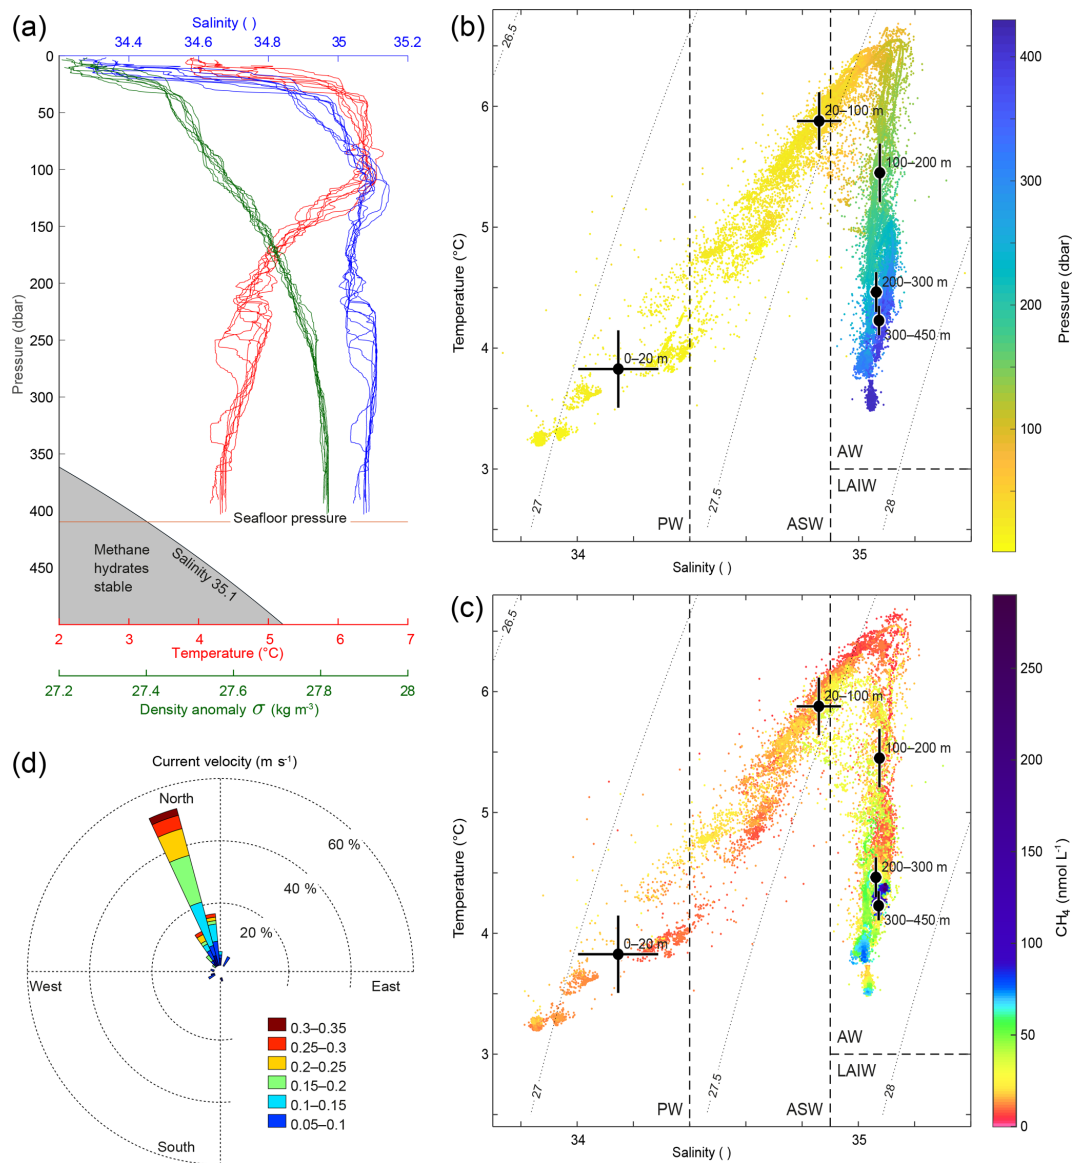 (a)
Salinity ( )
34.4 34.6 34.8 35 35.2
0
50
100
150
200
250
300
350
400
450
Pressure (dbar)
Seafloor pressure
Methane
hydrates
stable
Salinity 35.1
2 3 4 5 6 7
Temperature (°C)
27.2 27.4 27.6 27.8 28
Density anomaly σ (kg m-3)
(b)
26.5
6
5
4
3
Temperature (°C)
20–100 m
100–200 m
200–300 m
300–450 m
0–20 m
27
27.5
28
PW
ASW
AW
LAIW
34 35
Salinity ( )
400
300
200
100
Pressure (dbar)
(c)
26.5
6
5
4
3
Temperature (°C)
20–100 m
100–200 m
200–300 m
300–450 m
0–20 m
27
27.5
28
PW
ASW
AW
LAIW
34 35
Salinity ( )
250
200
150
100
50
0
CH4 (nmol L-1)
(d)
Current velocity (m s-1)
North
60 %
40 %
20 %
West
East
South
0.3–0.35
0.25–0.3
0.2–0.25
0.15–0.2
0.1–0.15
0.05–0.1